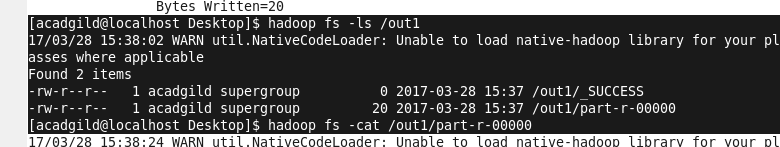 Bytes Written=20
[acadgild@localhost Desktop]$ hadoop fs -ls /out1
17/03/28 15:38:02 WARN util.NativeCodeLoader: Unable to load native-hadoop library for your pl
asses where applicable
Found 2 items
-rw-r--r--   1 acadgild supergroup          0 2017-03-28 15:37 /out1/_SUCCESS
-rw-r--r--   1 acadgild supergroup         20 2017-03-28 15:37 /out1/part-r-00000
[acadgild@localhost Desktop]$ hadoop fs -cat /out1/part-r-00000
17/03/28 15:38:24 WARN util.NativeCodeLoader: Unable to load native-hadoop library for your pl